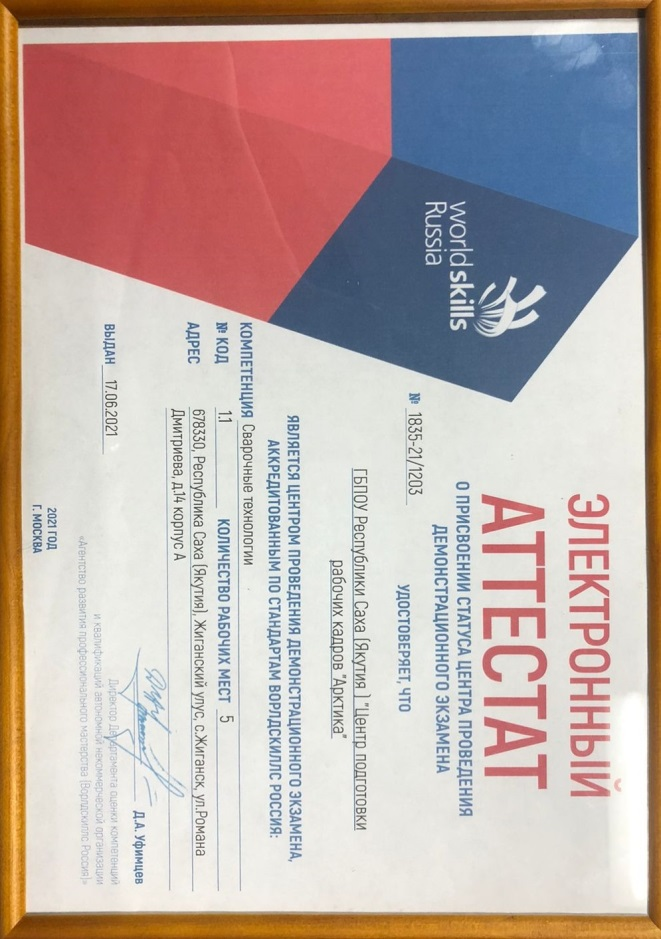 world skills
Russia
ЭЛЕКТРОННЫЙ
АТТЕСТАТ
О ПРИСВОЕНИИ СТАТУСА ЦЕНТРА ПРОВЕДЕНИЯ
ДЕМОНСТРАЦИОННОГО ЭКЗАМЕНА
№ 1835-21/1203
УДОСТОВЕРЯЕТ, ЧТО
ГБПОУ Республики Саха (Якутия ) "Центр подготовки
рабочих кадров "Арктика"
ЯВЛЯЕТСЯ ЦЕНТРОМ ПРОВЕДЕНИЯ ДЕМОНСТРАЦИОННОГО ЭКЗАМЕНА,
АККРЕДИТОВАННЫМ ПО СТАНДАРТАМ ВОРЛДСКИЛЛС РОССИЯ:
КОМПЕТЕНЦИЯ Сварочные технологии
№ КОД 1.1 КОЛИЧЕСТВО РАБОЧИХ МЕСТ 5
АДРЕС 678330, Республика Саха (Якутия), Жиганский улус, с.Жиганск, ул.Романа
Дмитриева, д.14 корпус А
ВЫДАН 17.06.2021
Д.А. Уфимцев
Директор Департамента оценки компетенций
и квалификаций автономной некоммерческой организации
«Агентство развития профессионального мастерства (Ворлдскиллс Россия)»
2021 ГОД
Г. МОСКВА